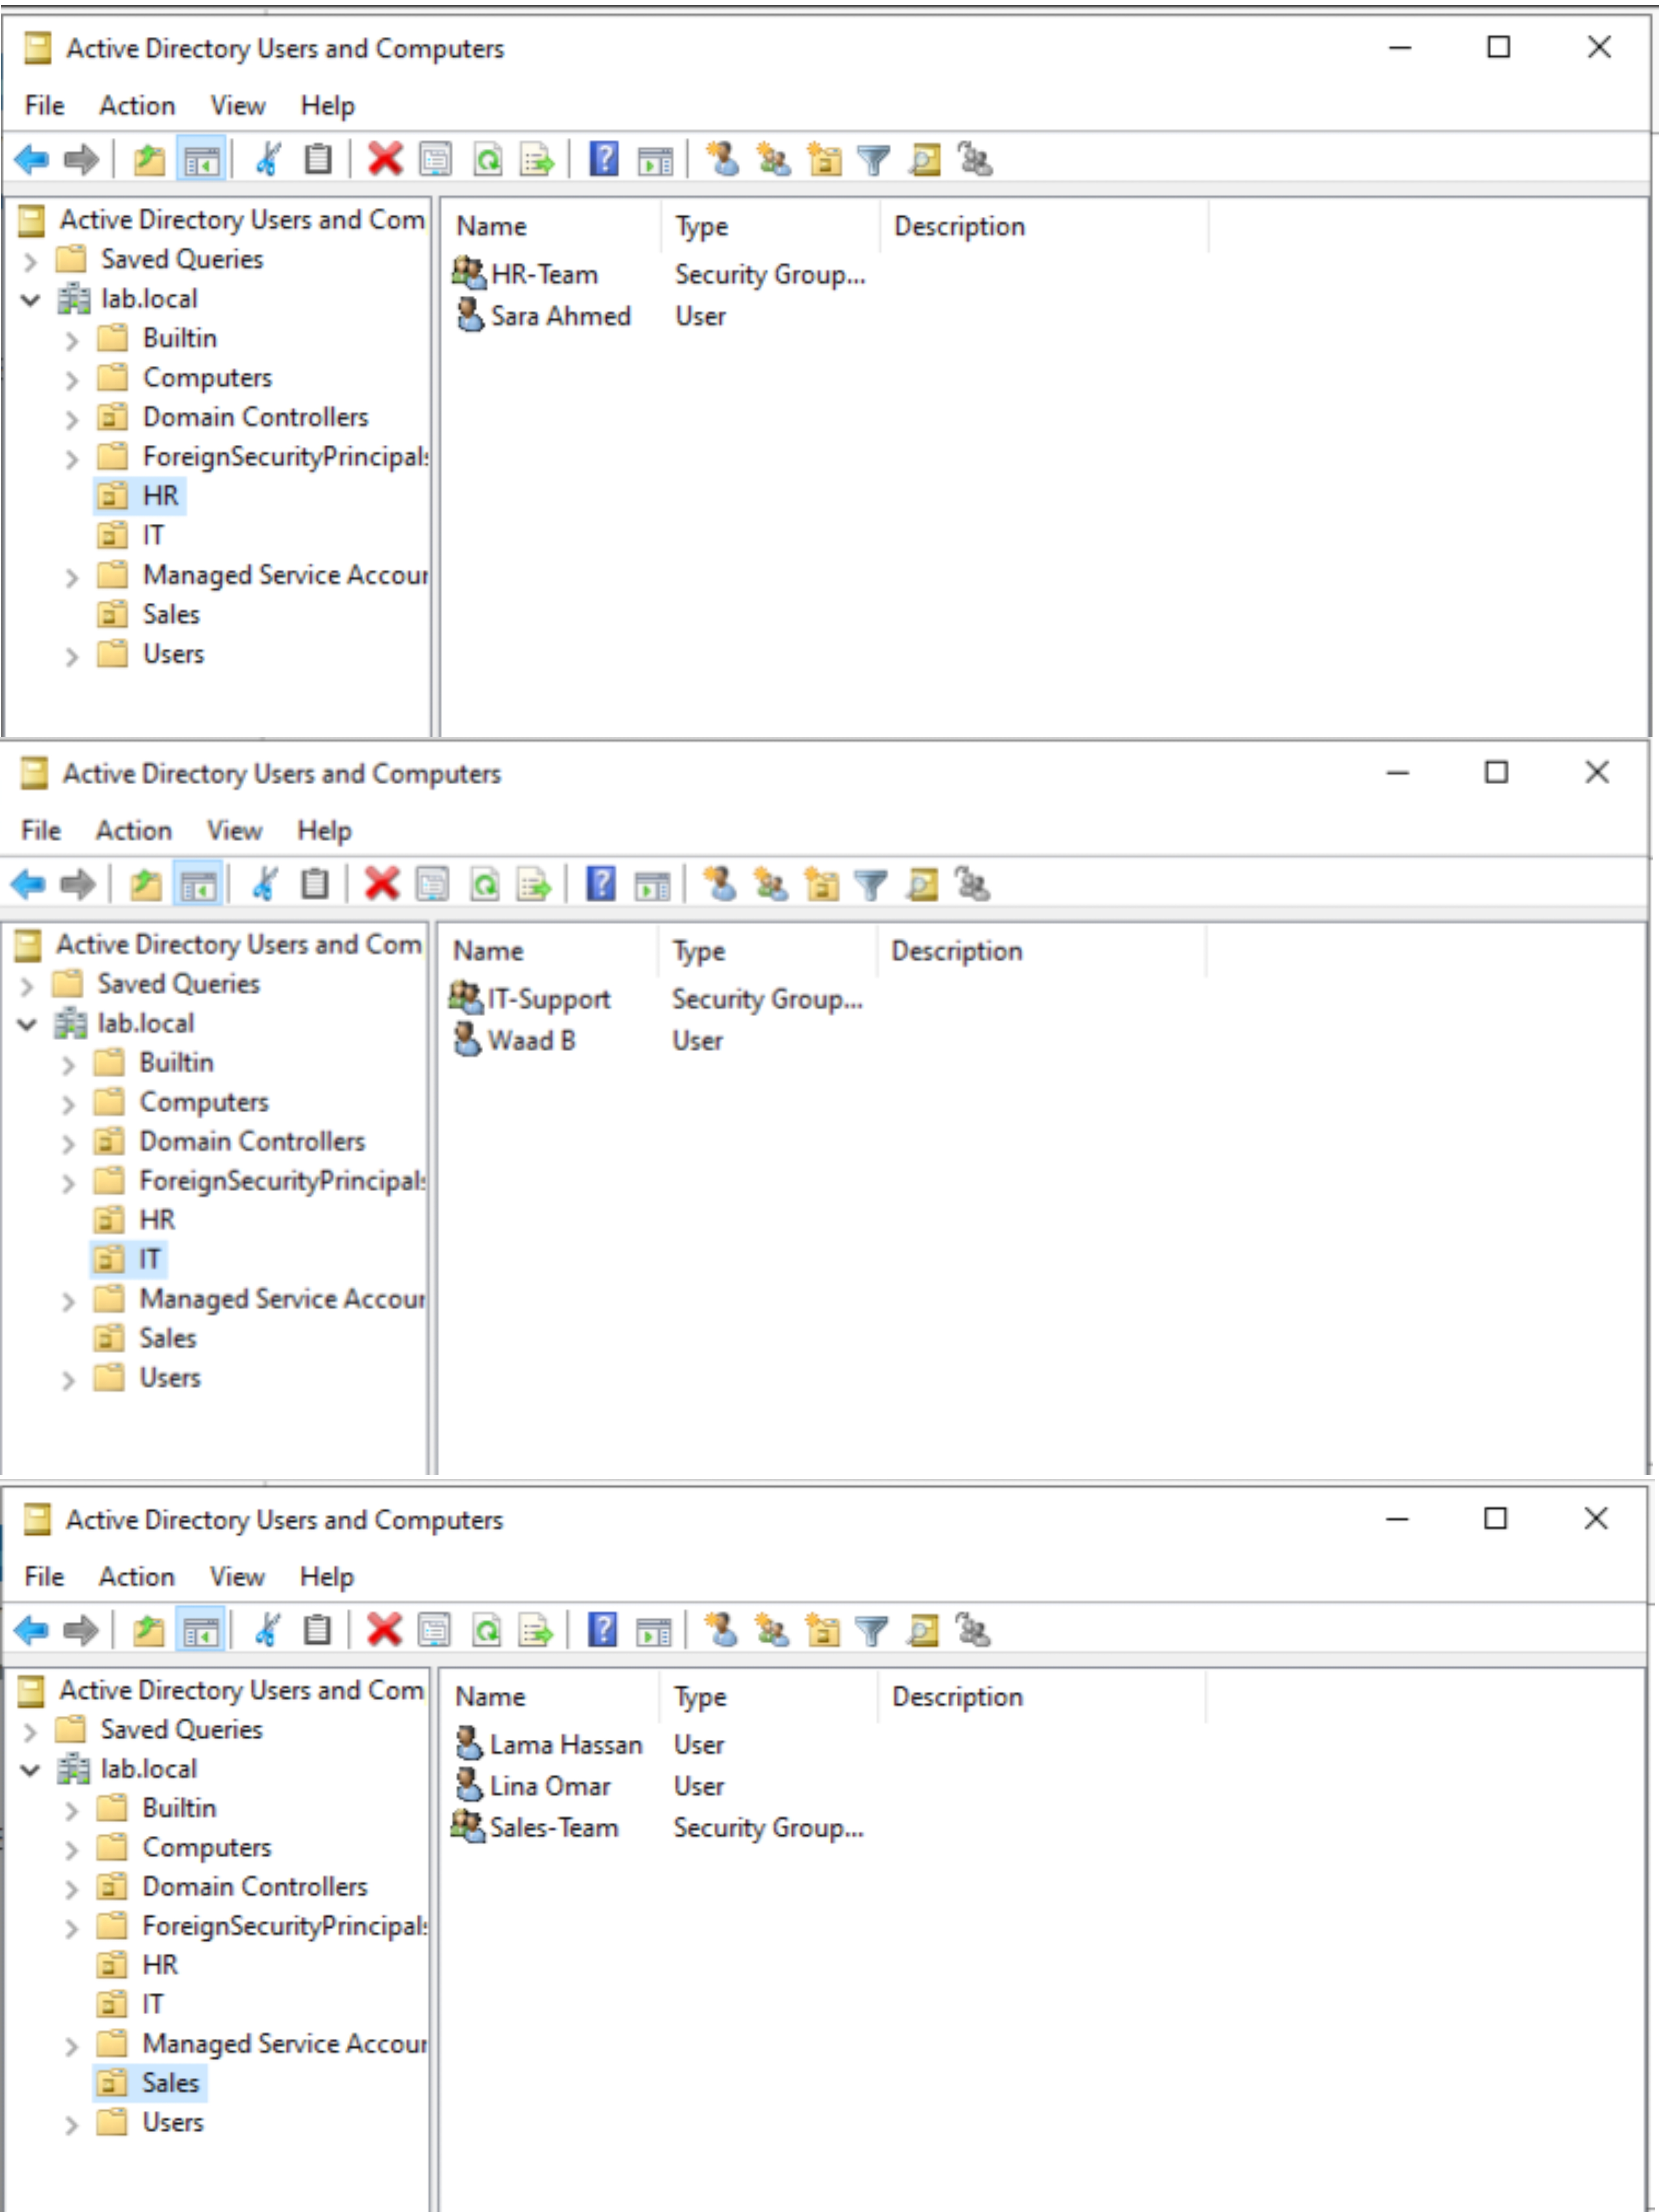 Active Directory Users and Computers
File Action View Help
Active Directory Users and Com
Saved Queries
lab.local
Builtin
Computers
Domain Controllers
ForeignSecurityPrincipals
HR
IT
Managed Service Accoun
Sales
Users
Name Type Description
HR-Team Security Group...
Sara Ahmed User
Active Directory Users and Computers
File Action View Help
Active Directory Users and Com
Saved Queries
lab.local
Builtin
Computers
Domain Controllers
ForeignSecurityPrincipals
HR
IT
Managed Service Accoun
Sales
Users
Name Type Description
IT-Support Security Group...
Waad B User
Active Directory Users and Computers
File Action View Help
Active Directory Users and Com
Saved Queries
lab.local
Builtin
Computers
Domain Controllers
ForeignSecurityPrincipals
HR
IT
Managed Service Accoun
Sales
Users
Name Type Description
Lama Hassan User
Lina Omar User
Sales-Team Security Group...